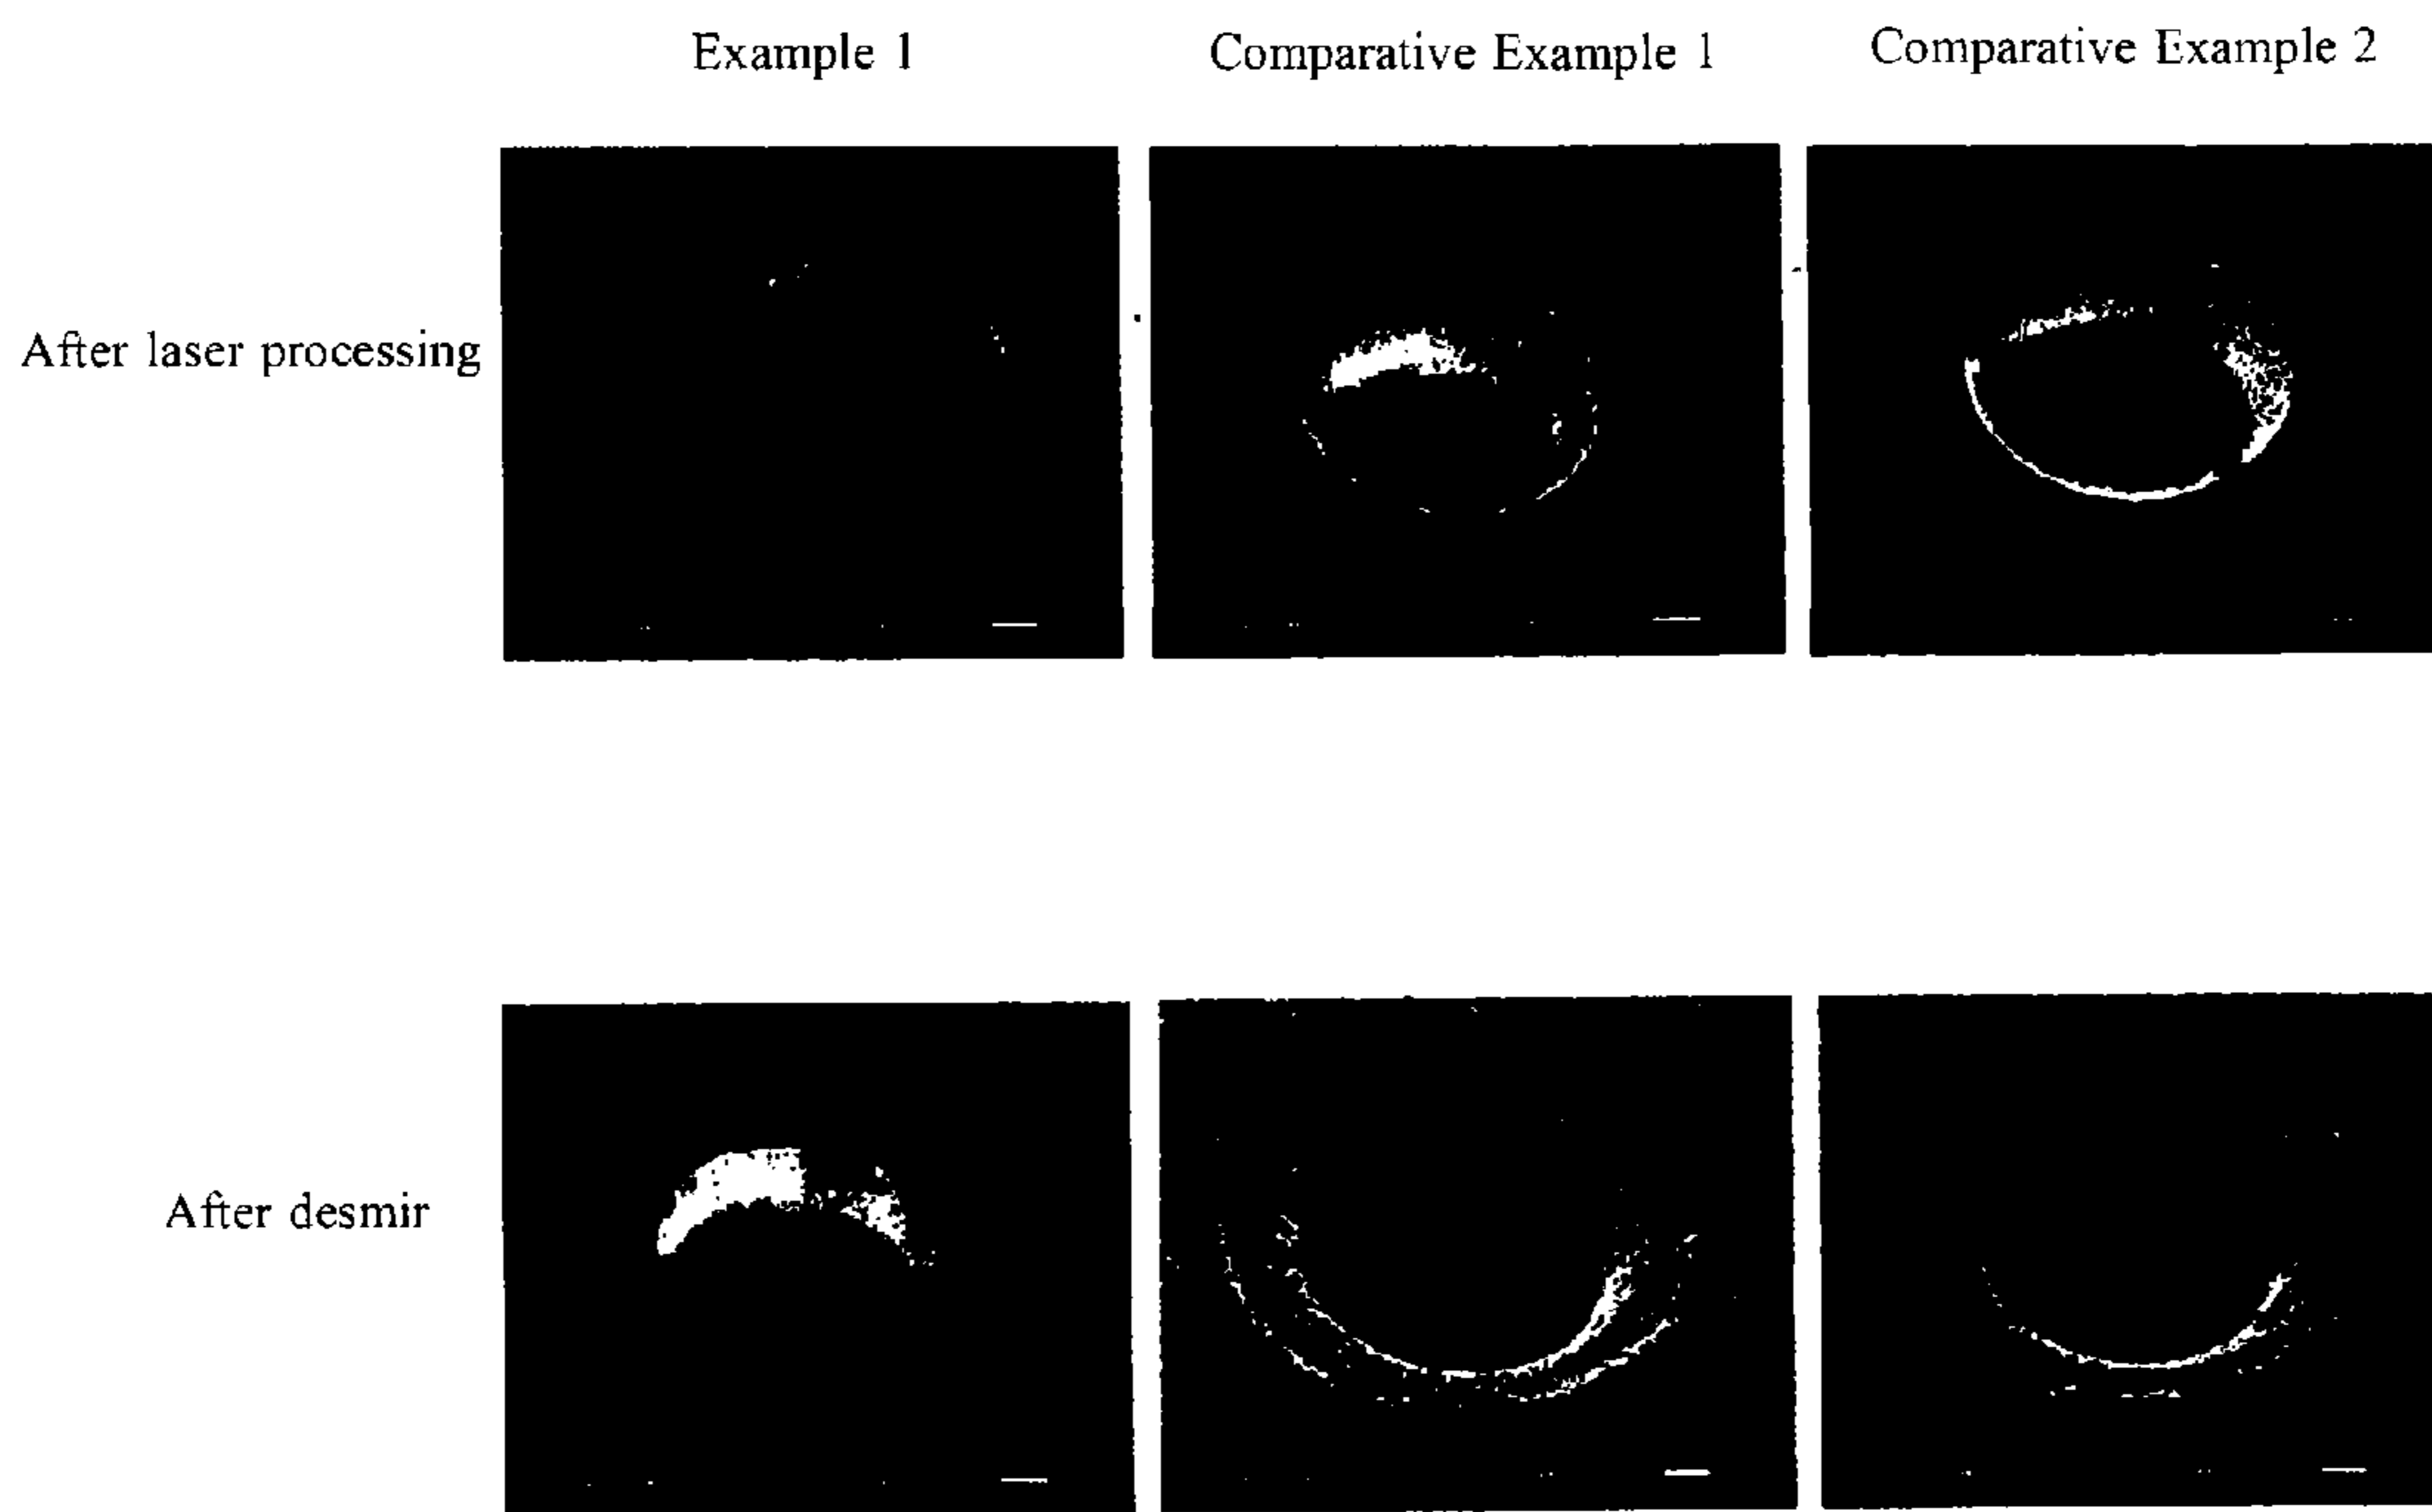 Example 1
Comparative Example 1
Comparative Example 2
After laser processing
After desmir